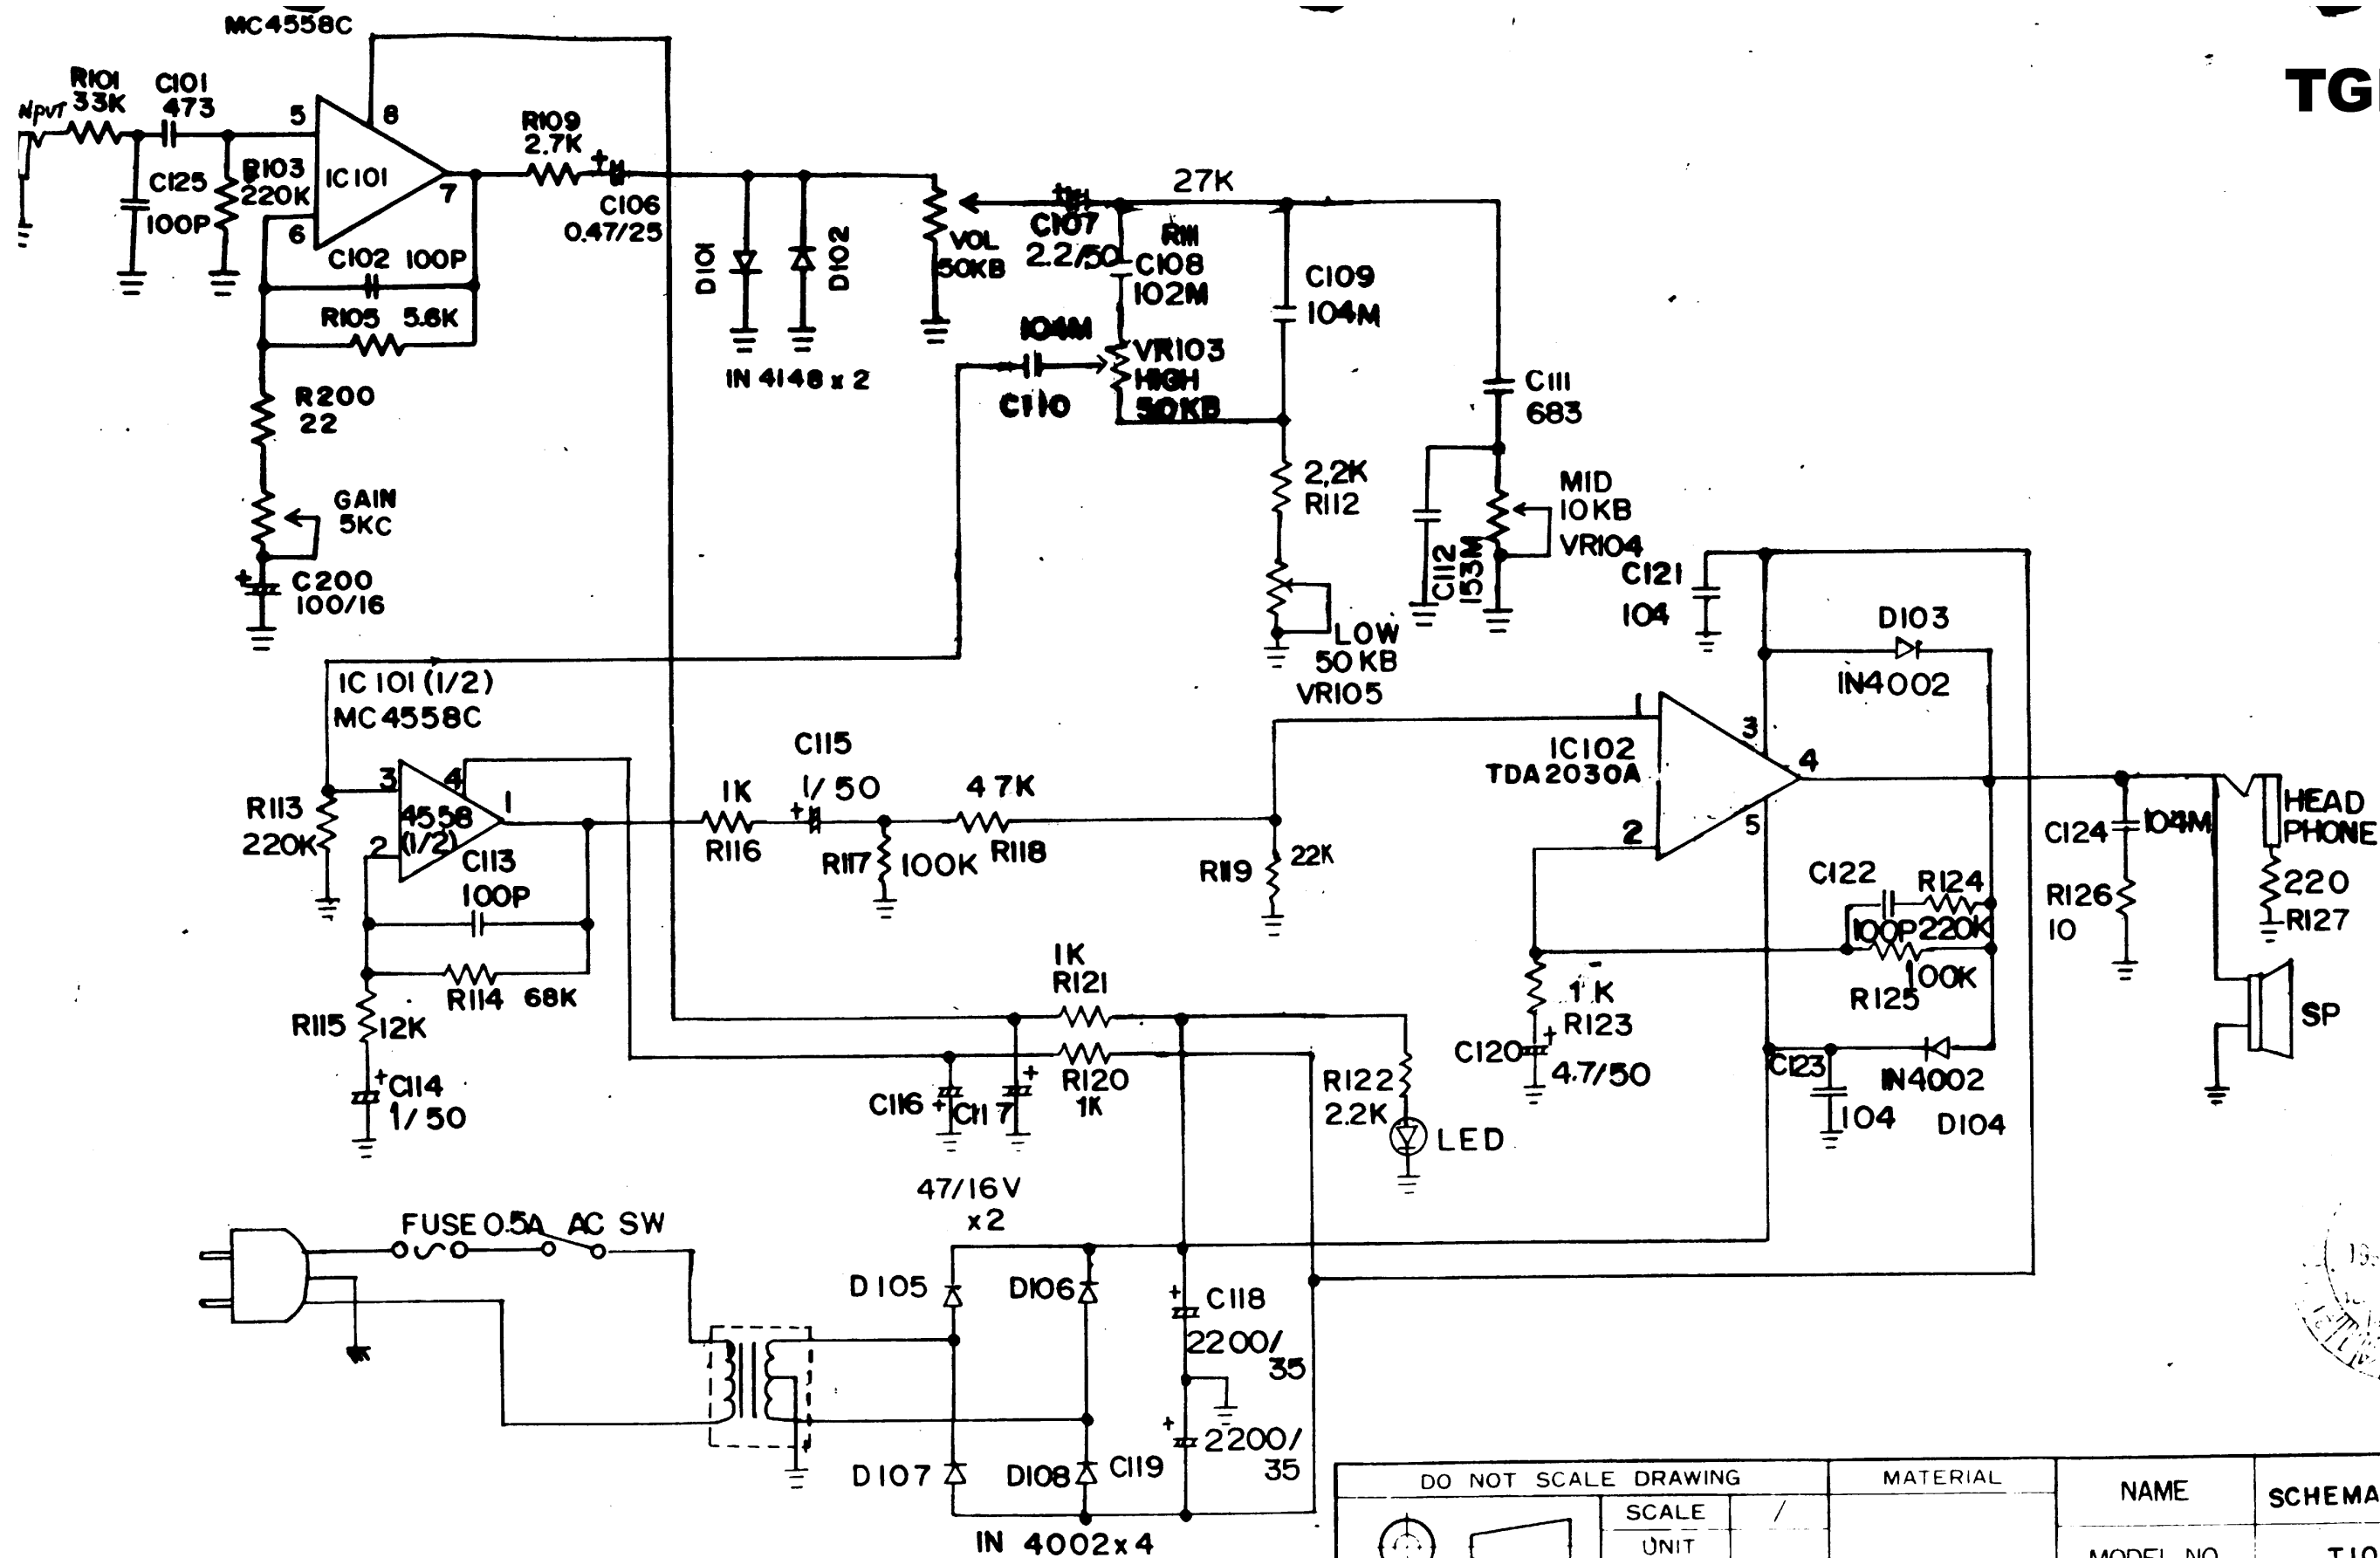 MC4558C
TG
INPUT
R101
33K
C101
473
5
8
IC101
7
6
C125
100P
R103
220K
C102 100P
R105 5.6K
R200
22
GAIN
5KC
+
C200
100/16
R109
2.7K
+
C106
0.47/25
D101
D102
IN 4148 x 2
VOL
50KB
+
C107
2.2/50
27K
R111
C108
102M
104M
C110
VR103
HIGH
50KB
C109
104M
2,2K
R112
LOW
50KB
VR105
C111
683
C112
153M
MID
10KB
VR104
C121
104
D103
IN4002
IC101 (1/2)
MC4558C
3
4
4558
(1/2)
1
2
R113
220K
C113
100P
R114 68K
R115
12K
+
C114
1/50
1K
R116
C115
1/50
+
R117
100K
47K
R118
R119
22K
1
IC102
TDA2030A
3
4
5
2
HEAD
PHONE
220
R127
C124
104M
R126
10
SP
C122
R124
100P
220K
100K
R125
1K
R123
C120
+
4.7/50
C123
104
IN4002
D104
1K
R121
R120
1K
C116
+
C117
+
47/16V
x2
R122
2.2K
LED
FUSE 0.5A AC SW
D105
D106
D107
D108
+
C118
2200/
35
+
C119
2200/
35
IN 4002x4
DO NOT SCALE DRAWING
MATERIAL
NAME
SCHEMA
SCALE
/
UNIT
MODEL NO
T10